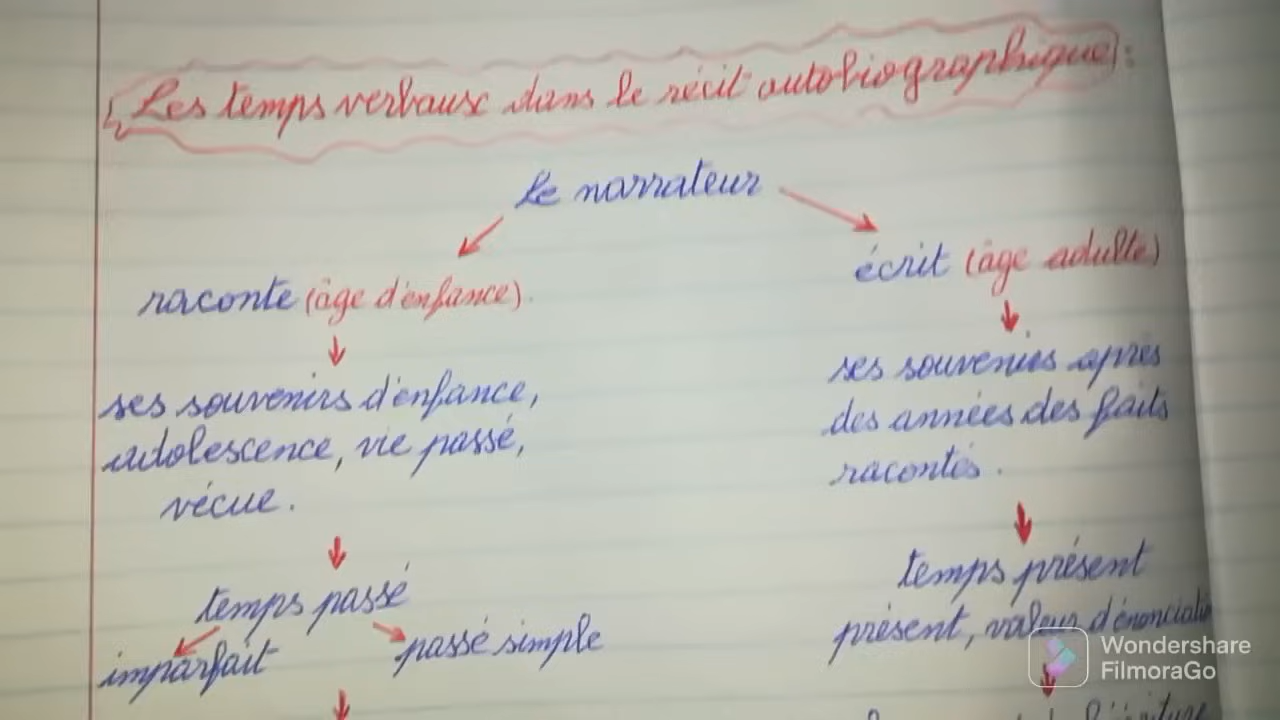 Les temps verbaux dans le récit autobiographique :
Le narrateur
raconte (âge d'enfance).
écrit (âge adulte)
ses souvenirs d'enfance,
adolescence, vie passé,
vécue.
ses souvenirs après
des années des faits
racontés.
temps passé
imparfait
passé simple
temps présent
présent, valeur
Wondershare
FilmoraGo